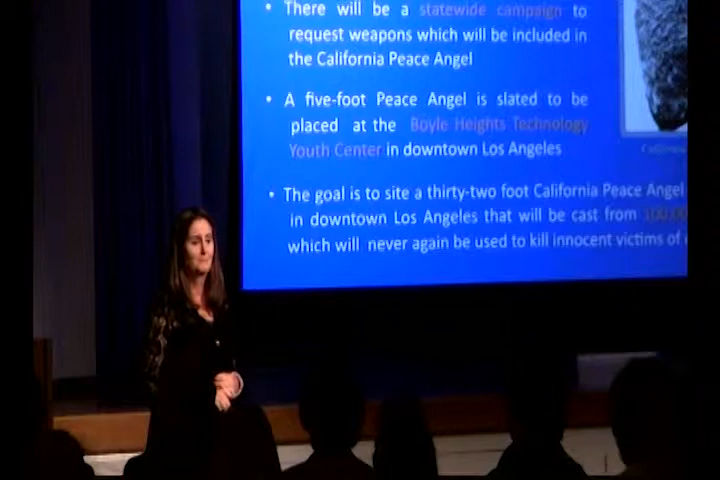 • There will be a statewide campaign to
request weapons which will be included in
the California Peace Angel
• A five-foot Peace Angel is slated to be
placed at the Boyle Heights Technology
Youth Center in downtown Los Angeles
• The goal is to site a thirty-two foot California Peace Angel
in downtown Los Angeles that will be cast from
which will never again be used to kill innocent victims of